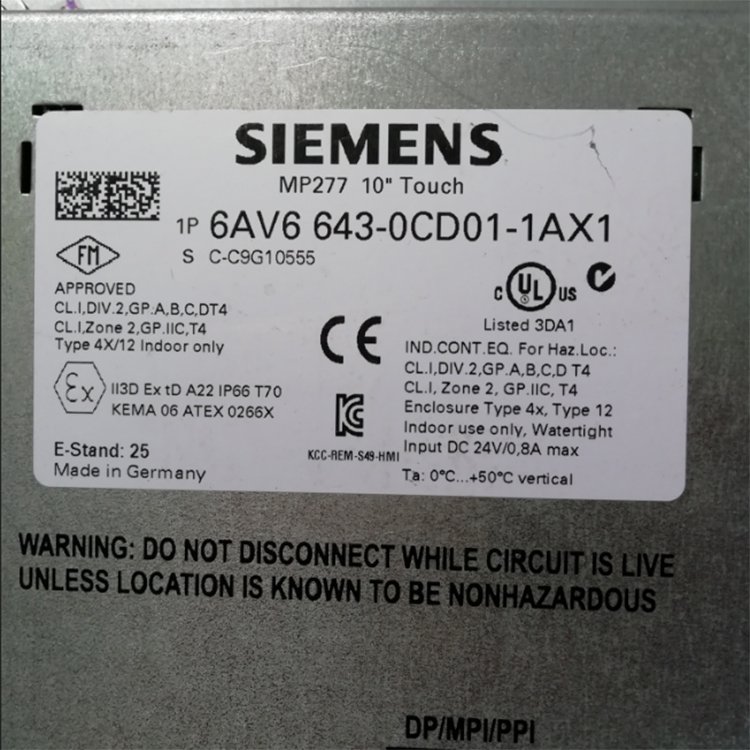 SIEMENS
MP277 10" Touch
1P 6AV6 643-0CD01-1AX1
S C-C9G10555
FM
APPROVED
CL.I,DIV.2,GP.A,B,C,DT4
CL.I,Zone 2,GP.IIC,T4
Type 4X/12 Indoor only
Ex
II3D Ex tD A22 IP66 T70
KEMA 06 ATEX 0266X
E-Stand: 25
Made in Germany
CE
KCC-REM-S49-HMI
C UL US
Listed 3DA1
IND.CONT.EQ. For Haz.Loc.:
CL.I,DIV.2,GP.A,B,C,D T4
CL.I, Zone 2, GP.IIC, T4
Enclosure Type 4x, Type 12
Indoor use only, Watertight
Input DC 24V/0,8A max
Ta: 0°C...+50°C vertical
WARNING: DO NOT DISCONNECT WHILE CIRCUIT IS LIVE
UNLESS LOCATION IS KNOWN TO BE NONHAZARDOUS
DP/MPI/PPI